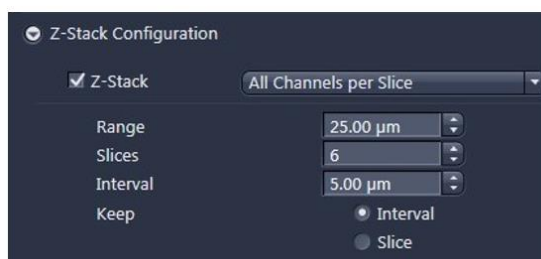 Z-Stack Configuration
Z-Stack All Channels per Slice
Range 25.00 µm
Slices 6
Interval 5.00 µm
Keep Interval
Slice